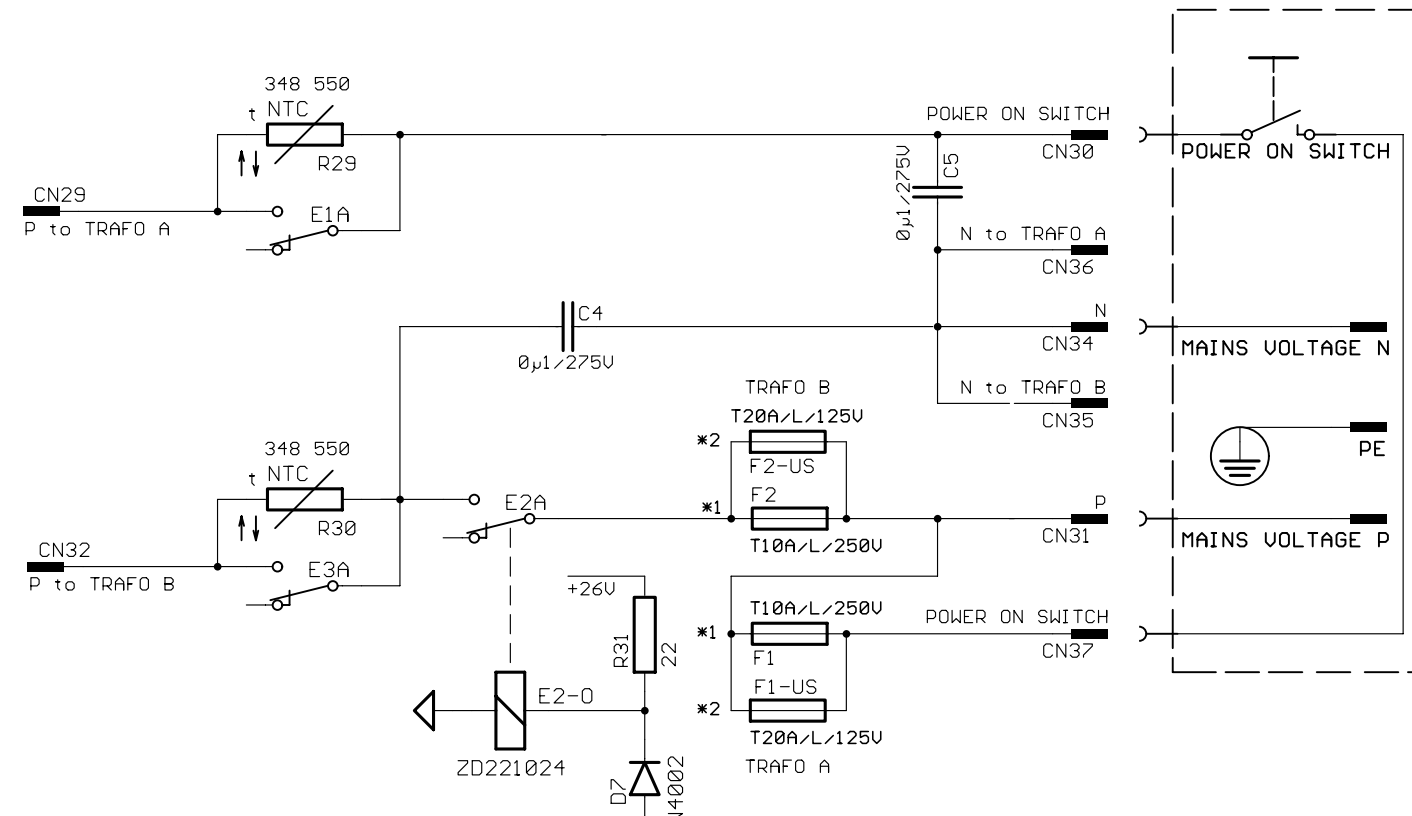 348 550
t NTC
R29
CN29
P to TRAFO A
E1A
POWER ON SWITCH
CN30
POWER ON SWITCH
C5
0µ1/275V
N to TRAFO A
CN36
C4
0µ1/275V
N
CN34
MAINS VOLTAGE N
N to TRAFO B
CN35
PE
TRAFO B
T20A/L/125V
*2
F2-US
348 550
t NTC
R30
E2A
*1
F2
T10A/L/250V
P
CN31
MAINS VOLTAGE P
CN32
P to TRAFO B
E3A
+26V
R31
22
T10A/L/250V
*1
F1
POWER ON SWITCH
CN37
F1-US
*2
T20A/L/125V
TRAFO A
E2-O
ZD221024
D7
N4002